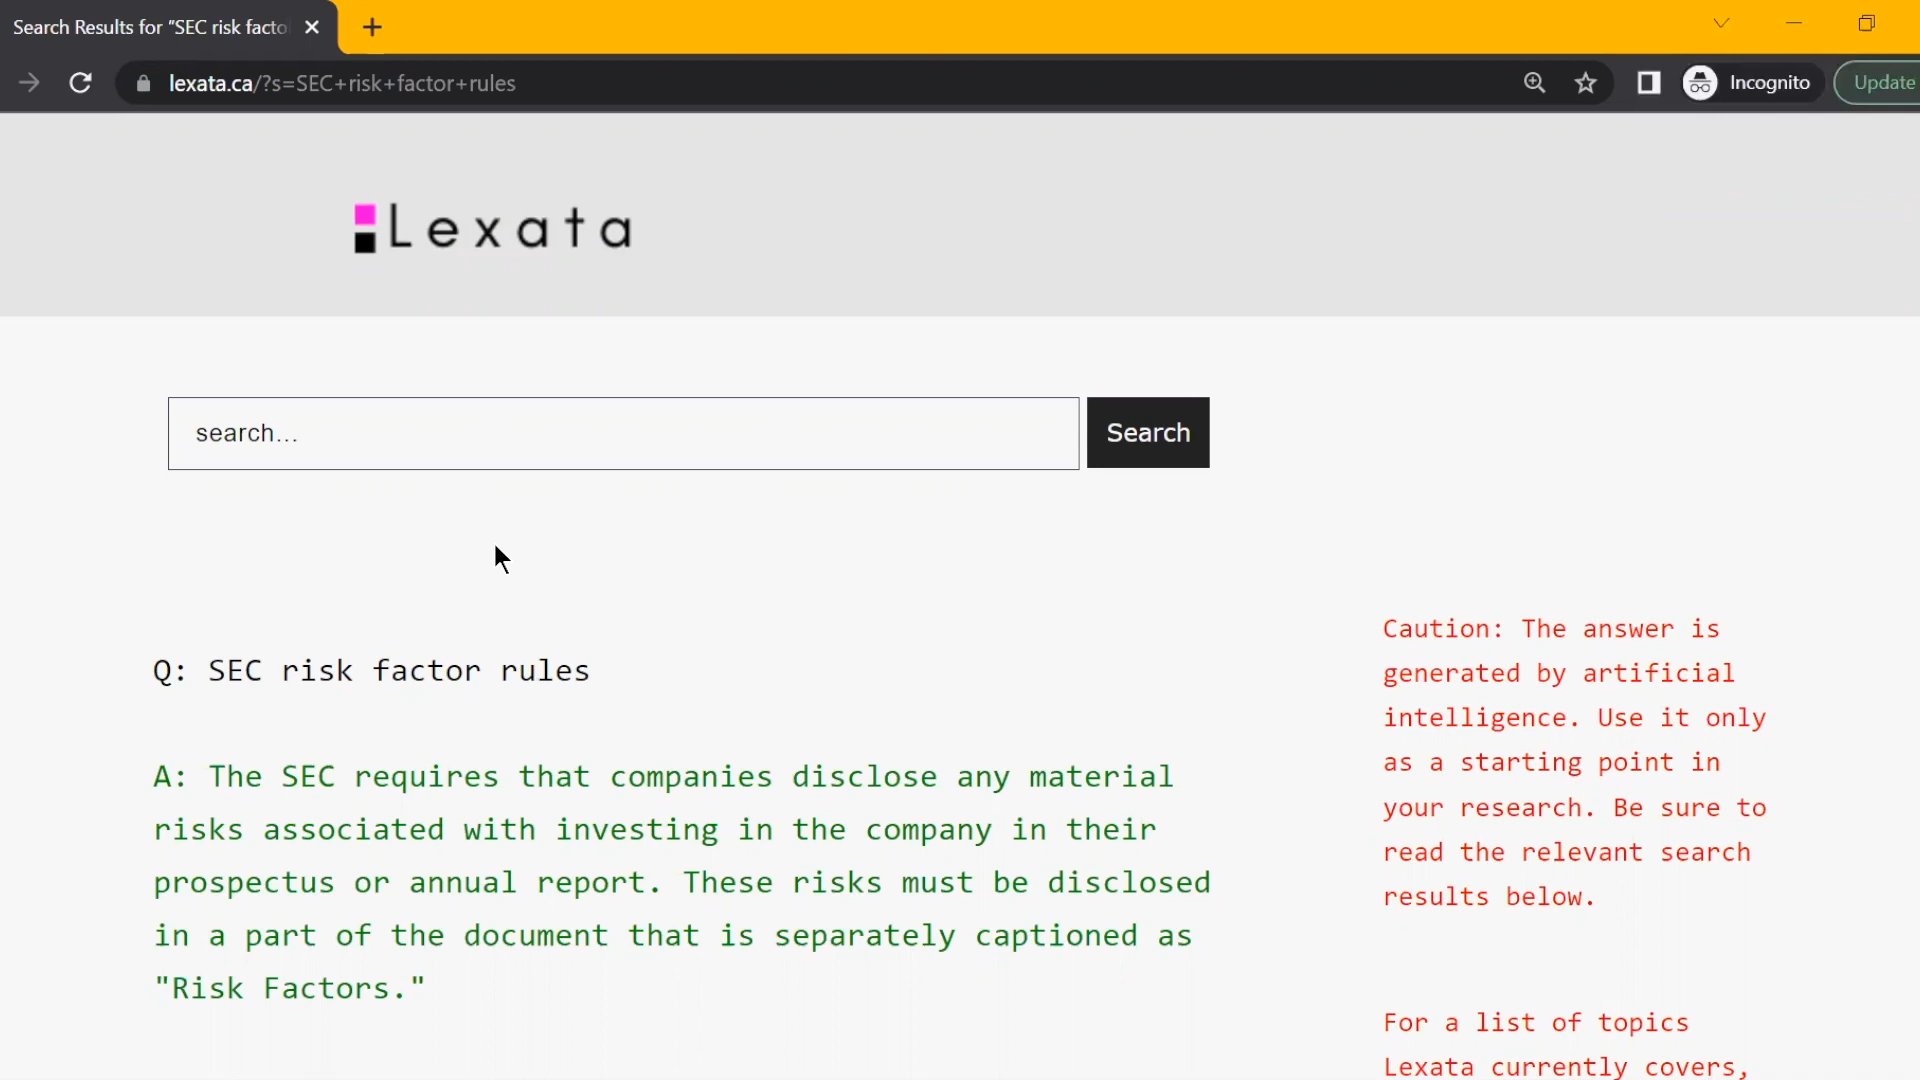 Search Results for "SEC risk facto
lexata.ca/?s=SEC+risk+factor+rules
Incognito
Update
Lexata
search...
Search
Q: SEC risk factor rules
A: The SEC requires that companies disclose any material
risks associated with investing in the company in their
prospectus or annual report. These risks must be disclosed
in a part of the document that is separately captioned as
"Risk Factors."
Caution: The answer is
generated by artificial
intelligence. Use it only
as a starting point in
your research. Be sure to
read the relevant search
results below.
For a list of topics
Lexata currently covers,